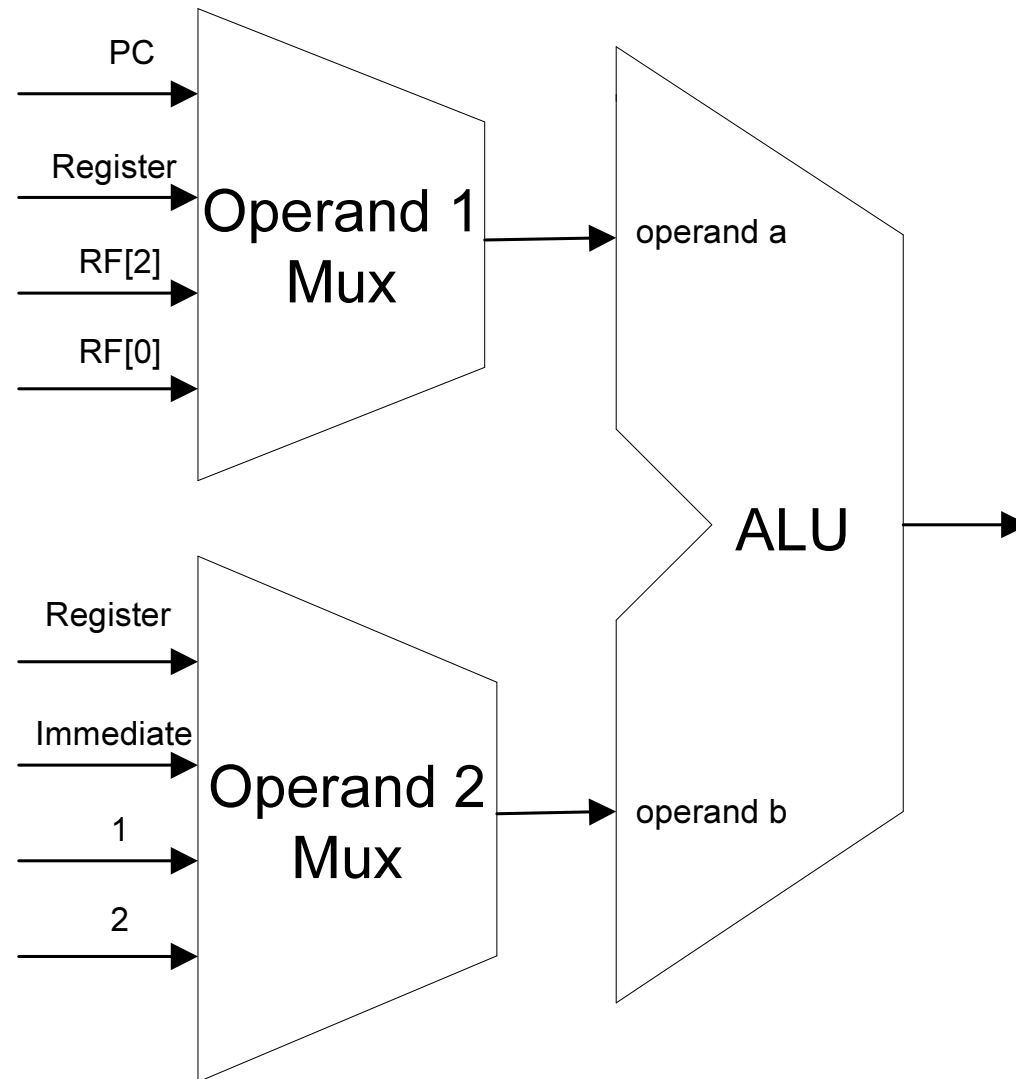 PC
Register
RF[2]
RF[0]
Operand 1
Mux
operand a
ALU
Register
Immediate
1
2
Operand 2
Mux
operand b